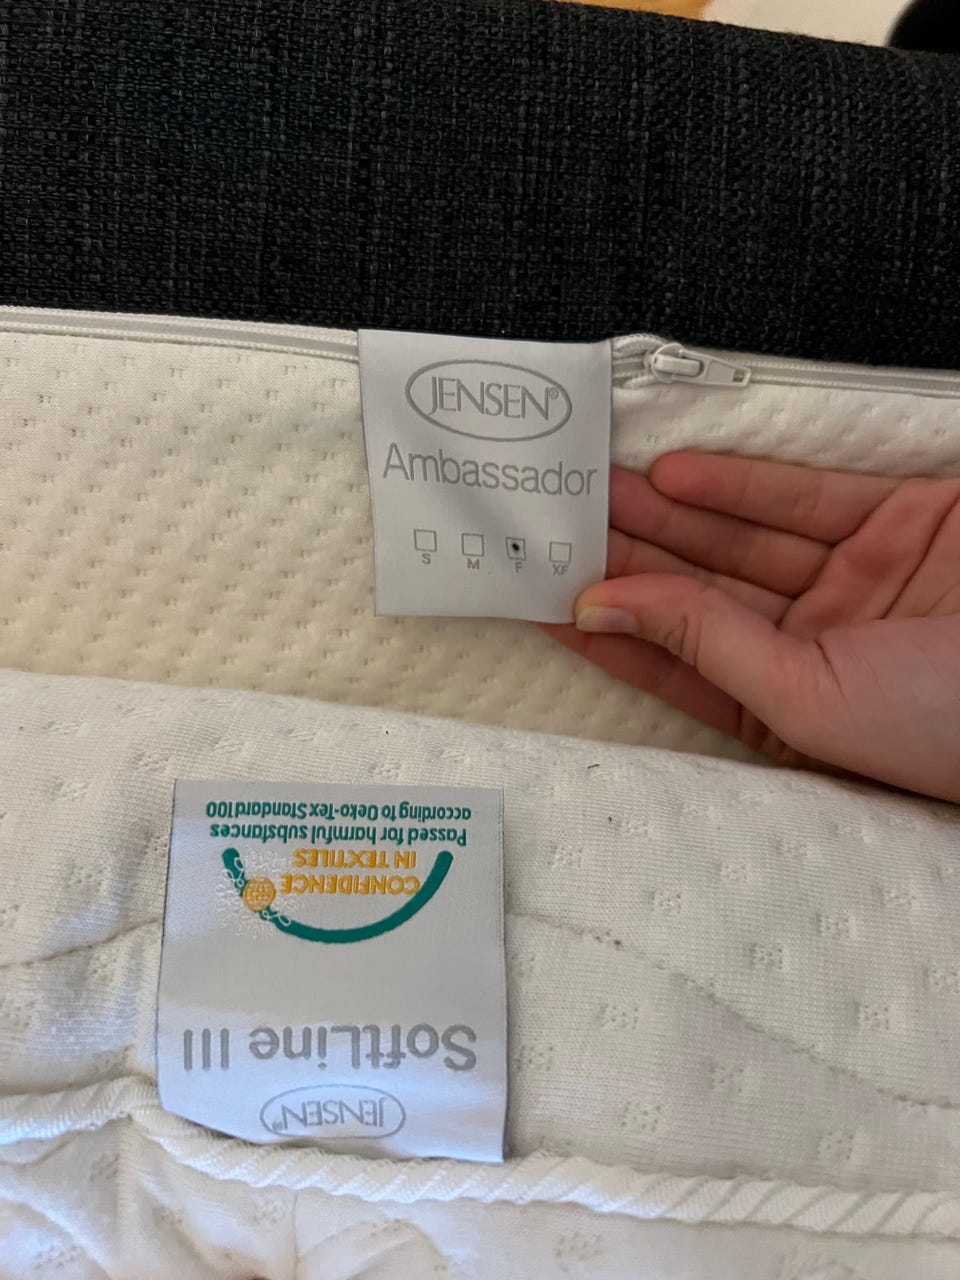 JENSEN®
Ambassador
S M F XF
JENSEN®
SoftLine III
CONFIDENCE
IN TEXTILES
Passed for harmful substances
according to Oeko-Tex Standard 100